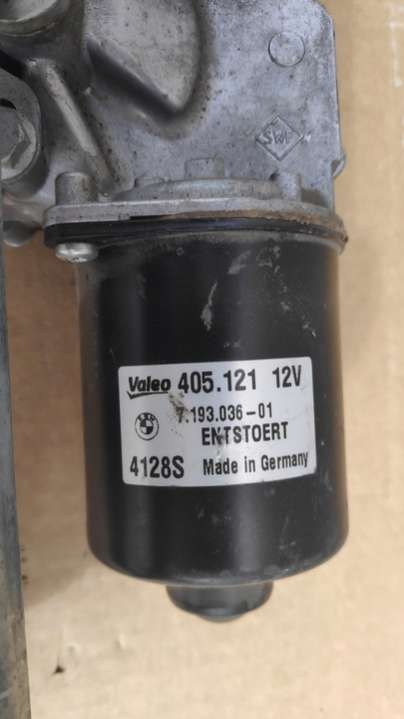 SWF
Valeo 405.121 12V
7.193.036-01
ENTSTOERT
4128S Made in Germany